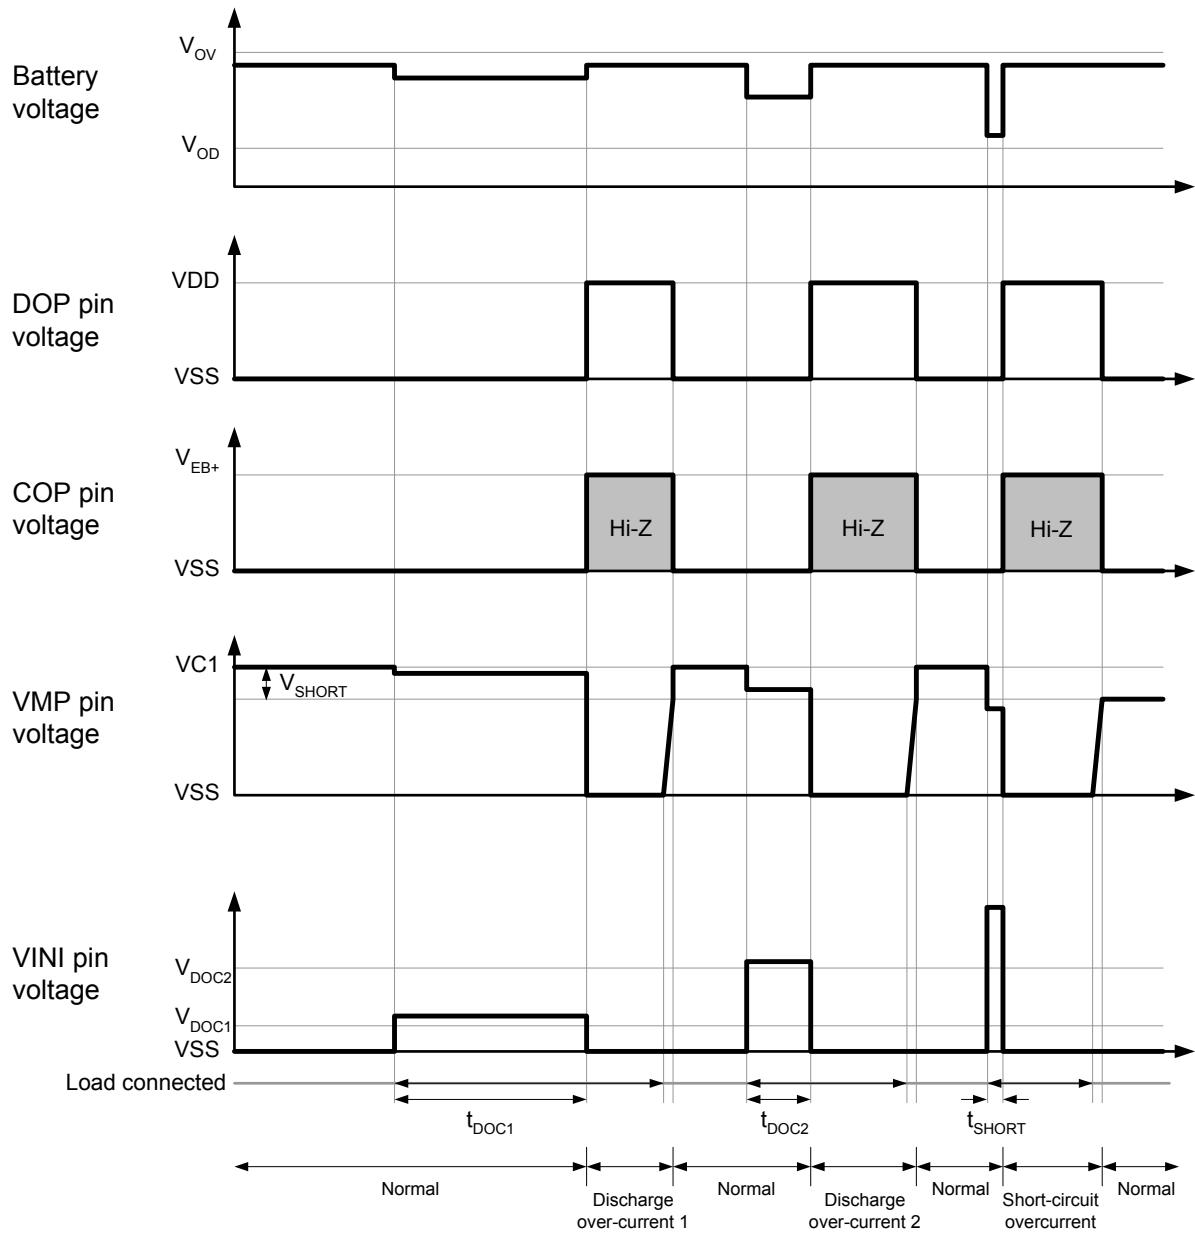 V_OV
Battery
voltage
V_OD
VDD
DOP pin
voltage
VSS
V_EB+
COP pin
voltage
Hi-Z Hi-Z Hi-Z
VSS
VC1
V_SHORT
VMP pin
voltage
VSS
VINI pin
voltage
V_DOC2
V_DOC1
VSS
Load connected
t_DOC1 t_DOC2 t_SHORT
Normal Discharge over-current 1 Normal Discharge over-current 2 Normal Short-circuit overcurrent Normal